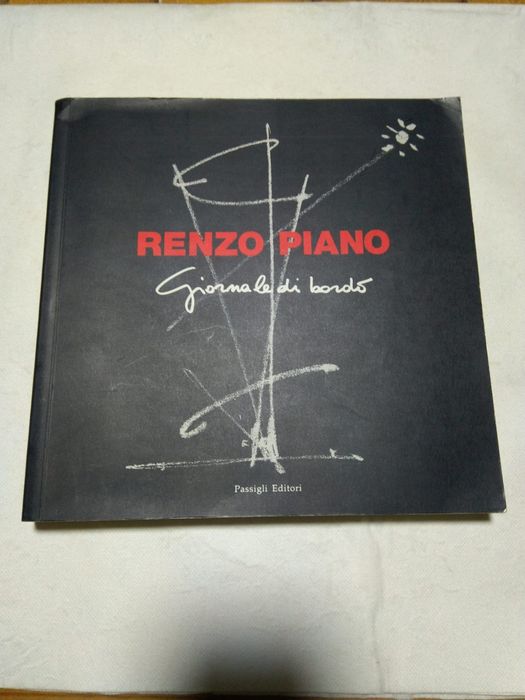 RENZO PIANO
Giornale di bordo
Passigli Editori